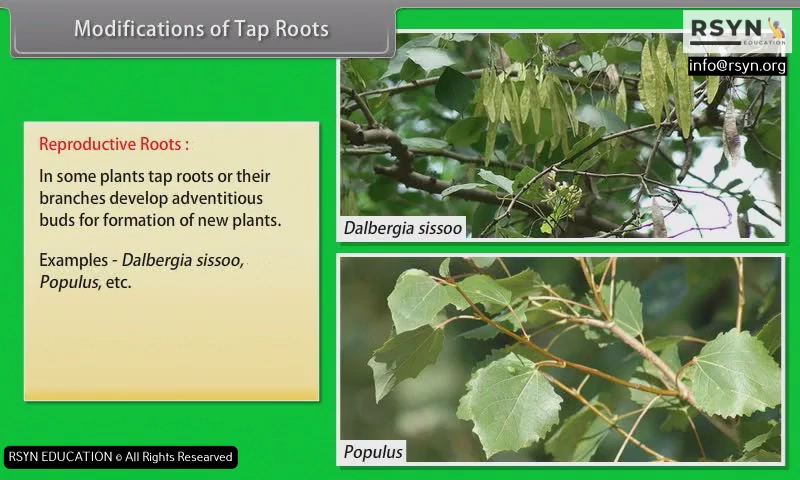 Modifications of Tap Roots
RSYN
EDUCATION
info@rsyn.org
Reproductive Roots :
In some plants tap roots or their
branches develop adventitious
buds for formation of new plants.
Examples - Dalbergia sissoo,
Populus, etc.
Dalbergia sissoo
Populus
RSYN EDUCATION © All Rights Researved